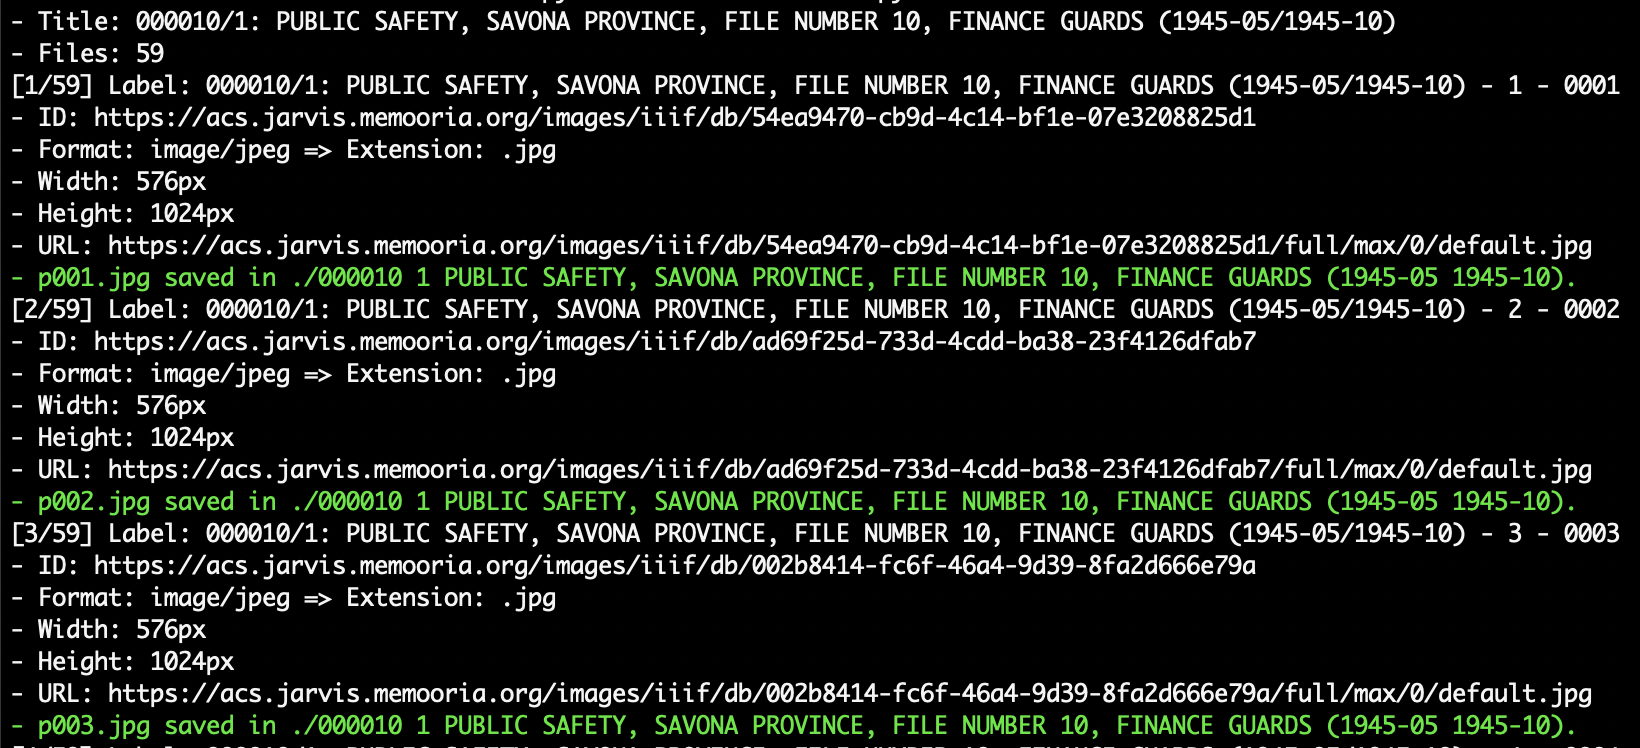 - Title: 000010/1: PUBLIC SAFETY, SAVONA PROVINCE, FILE NUMBER 10, FINANCE GUARDS (1945-05/1945-10)
- Files: 59
[1/59] Label: 000010/1: PUBLIC SAFETY, SAVONA PROVINCE, FILE NUMBER 10, FINANCE GUARDS (1945-05/1945-10) - 1 - 0001
- ID: https://acs.jarvis.memooria.org/images/iiif/db/54ea9470-cb9d-4c14-bf1e-07e3208825d1
- Format: image/jpeg => Extension: .jpg
- Width: 576px
- Height: 1024px
- URL: https://acs.jarvis.memooria.org/images/iiif/db/54ea9470-cb9d-4c14-bf1e-07e3208825d1/full/max/0/default.jpg
- p001.jpg saved in ./000010 1 PUBLIC SAFETY, SAVONA PROVINCE, FILE NUMBER 10, FINANCE GUARDS (1945-05 1945-10).
[2/59] Label: 000010/1: PUBLIC SAFETY, SAVONA PROVINCE, FILE NUMBER 10, FINANCE GUARDS (1945-05/1945-10) - 2 - 0002
- ID: https://acs.jarvis.memooria.org/images/iiif/db/ad69f25d-733d-4cdd-ba38-23f4126dfab7
- Format: image/jpeg => Extension: .jpg
- Width: 576px
- Height: 1024px
- URL: https://acs.jarvis.memooria.org/images/iiif/db/ad69f25d-733d-4cdd-ba38-23f4126dfab7/full/max/0/default.jpg
- p002.jpg saved in ./000010 1 PUBLIC SAFETY, SAVONA PROVINCE, FILE NUMBER 10, FINANCE GUARDS (1945-05 1945-10).
[3/59] Label: 000010/1: PUBLIC SAFETY, SAVONA PROVINCE, FILE NUMBER 10, FINANCE GUARDS (1945-05/1945-10) - 3 - 0003
- ID: https://acs.jarvis.memooria.org/images/iiif/db/002b8414-fc6f-46a4-9d39-8fa2d666e79a
- Format: image/jpeg => Extension: .jpg
- Width: 576px
- Height: 1024px
- URL: https://acs.jarvis.memooria.org/images/iiif/db/002b8414-fc6f-46a4-9d39-8fa2d666e79a/full/max/0/default.jpg
- p003.jpg saved in ./000010 1 PUBLIC SAFETY, SAVONA PROVINCE, FILE NUMBER 10, FINANCE GUARDS (1945-05 1945-10).